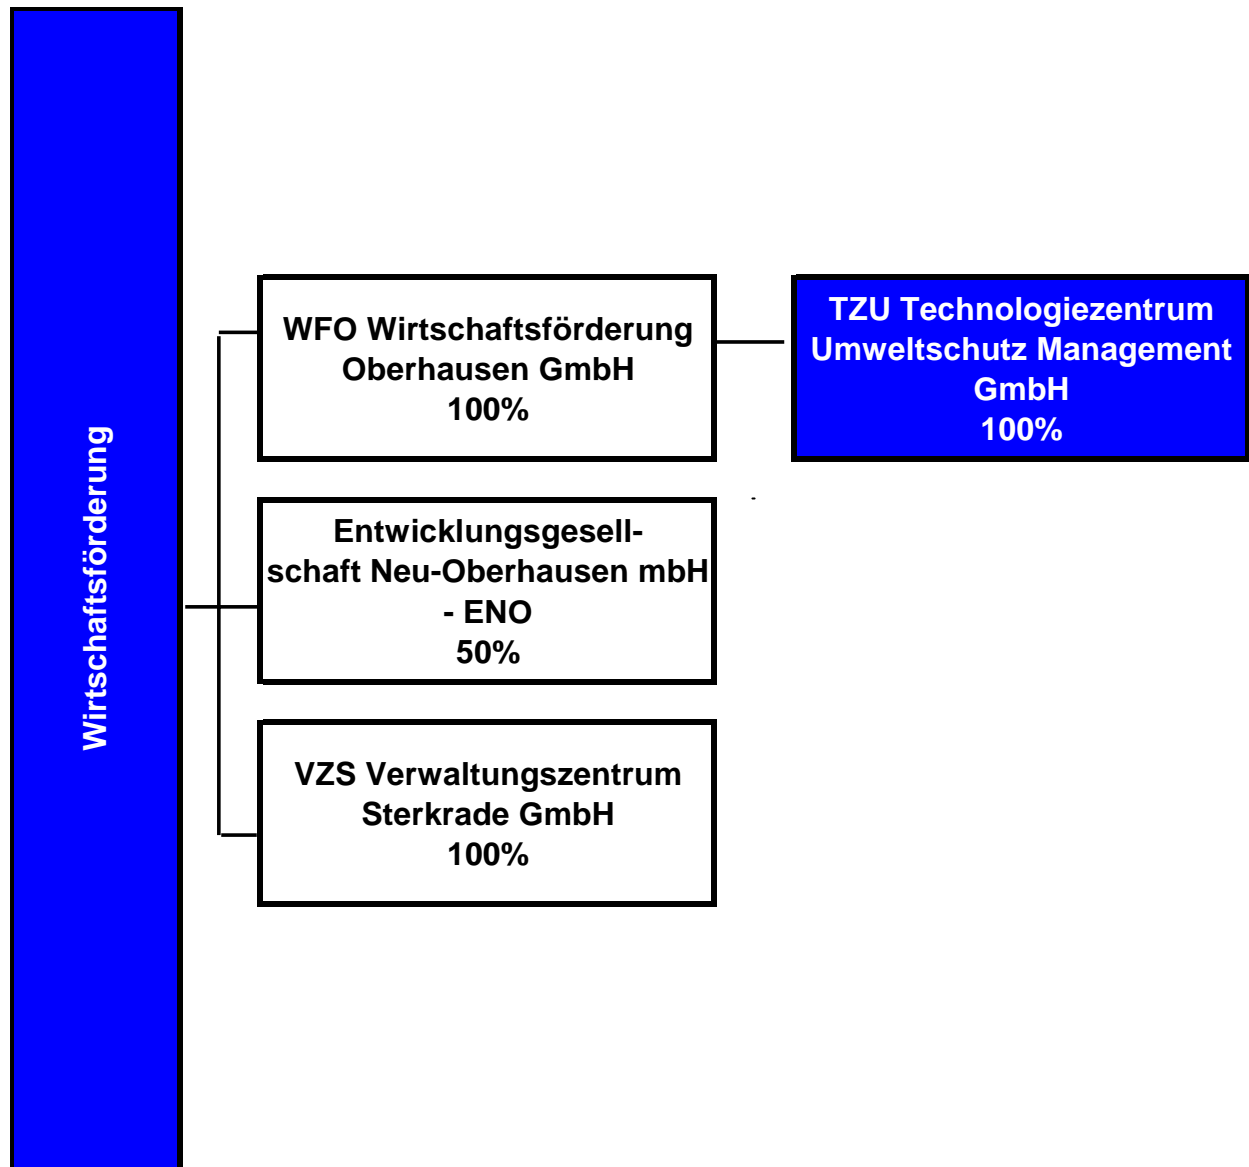 Wirtschaftsförderung
WFO Wirtschaftsförderung
Oberhausen GmbH
100%
TZU Technologiezentrum
Umweltschutz Management
GmbH
100%
Entwicklungsgesell-
schaft Neu-Oberhausen mbH
- ENO
50%
VZS Verwaltungszentrum
Sterkrade GmbH
100%